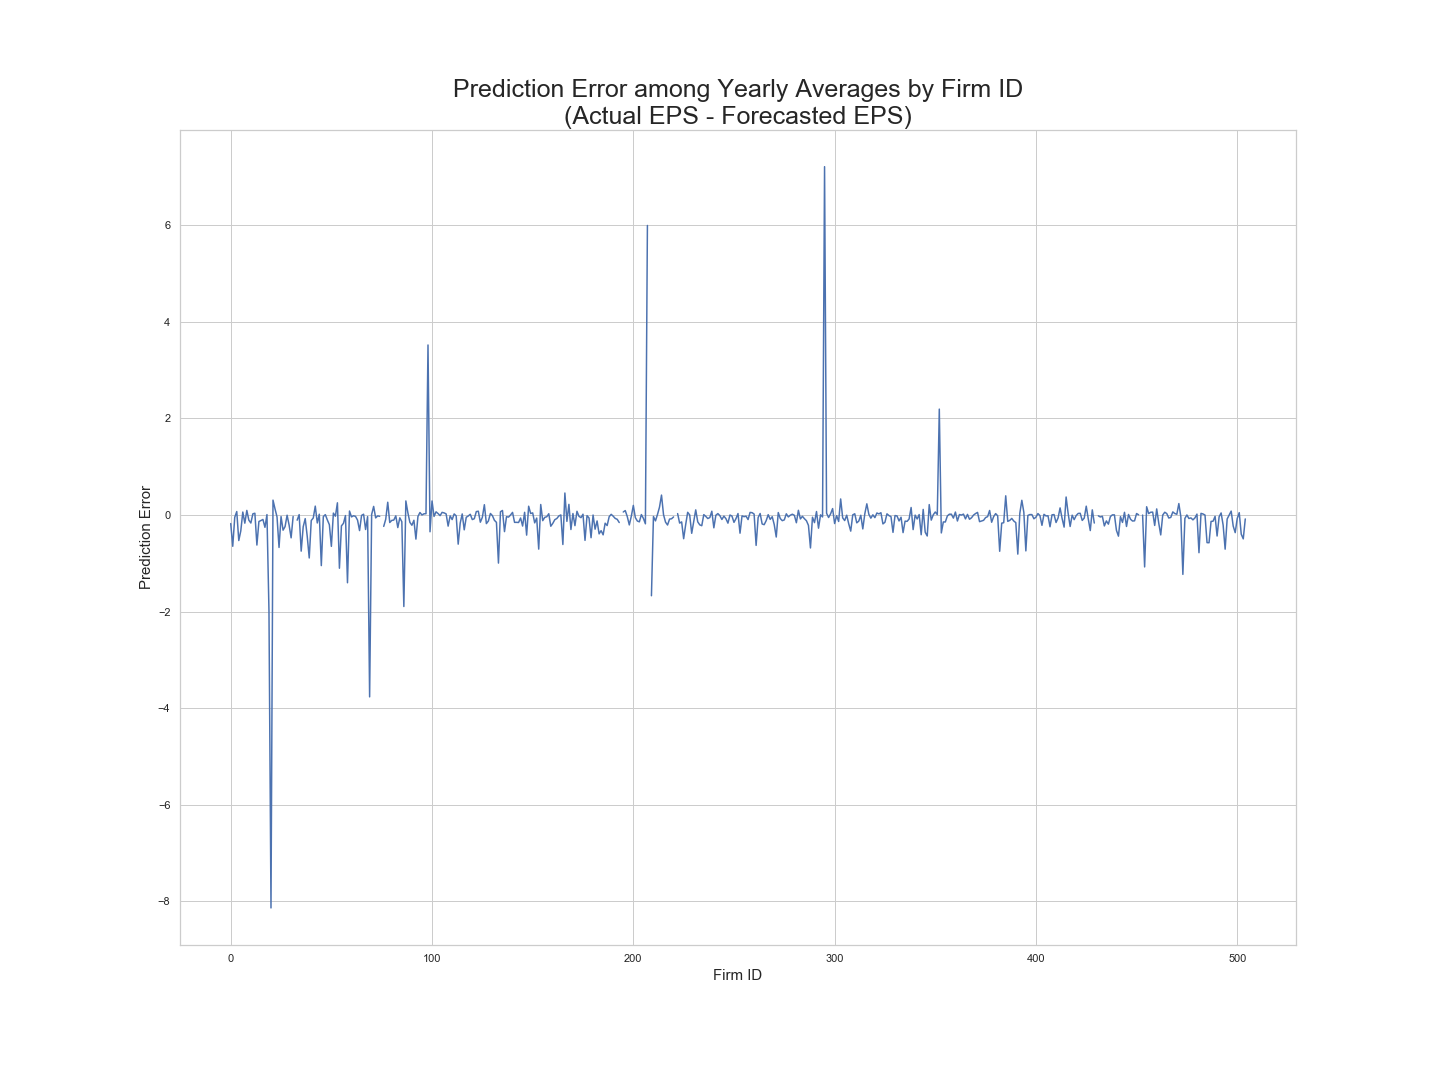 Prediction Error among Yearly Averages by Firm ID
(Actual EPS - Forecasted EPS)
Prediction Error
6
4
2
0
−2
−4
−6
−8
0 100 200 300 400 500
Firm ID